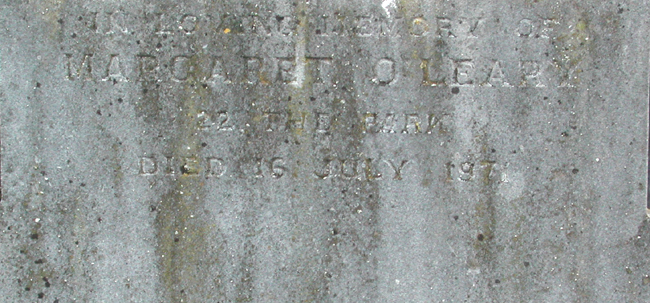 IN LOVING MEMORY OF
MARGARET O'LEARY
22 THE PARK
DIED 16 JULY